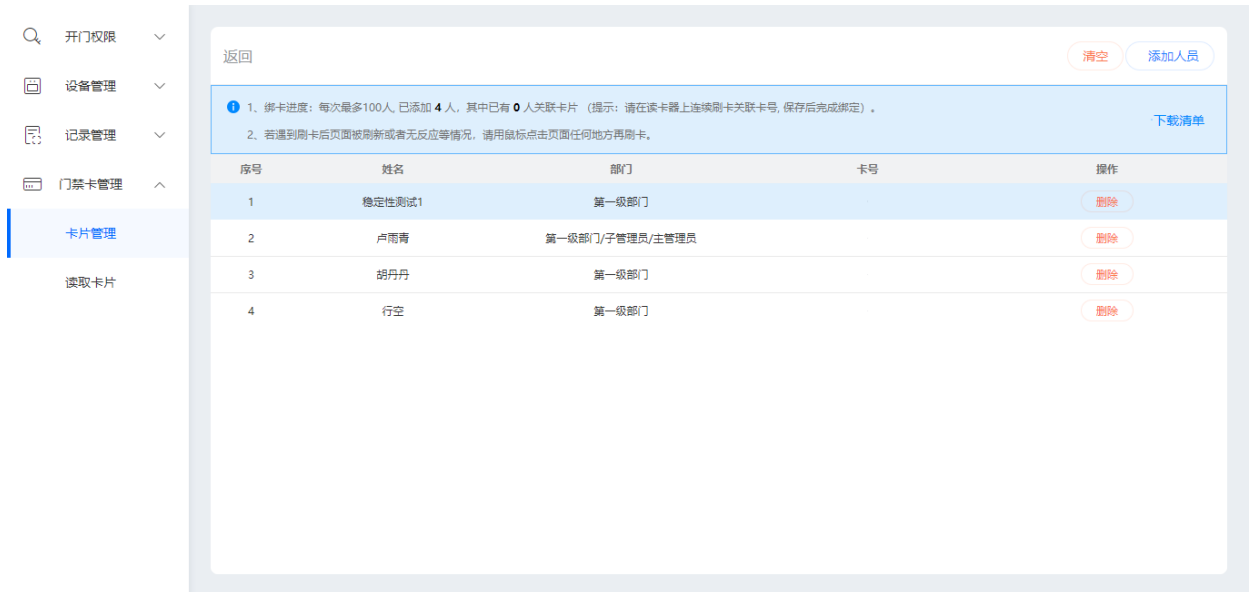 开门权限
设备管理
记录管理
门禁卡管理
卡片管理
读取卡片
返回
清空
添加人员
1、绑卡进度：每次最多100人, 已添加 4 人，其中已有 0 人关联卡片 （提示：请在读卡器上连续刷卡关联卡号, 保存后完成绑定）。
2、若遇到刷卡后页面被刷新或者无反应等情况，请用鼠标点击页面任何地方再刷卡。
下载清单
序号 姓名 部门 卡号 操作
1 稳定性测试1 第一级部门 删除
2 卢雨青 第一级部门/子管理员/主管理员 删除
3 胡丹丹 第一级部门 删除
4 行空 第一级部门 删除